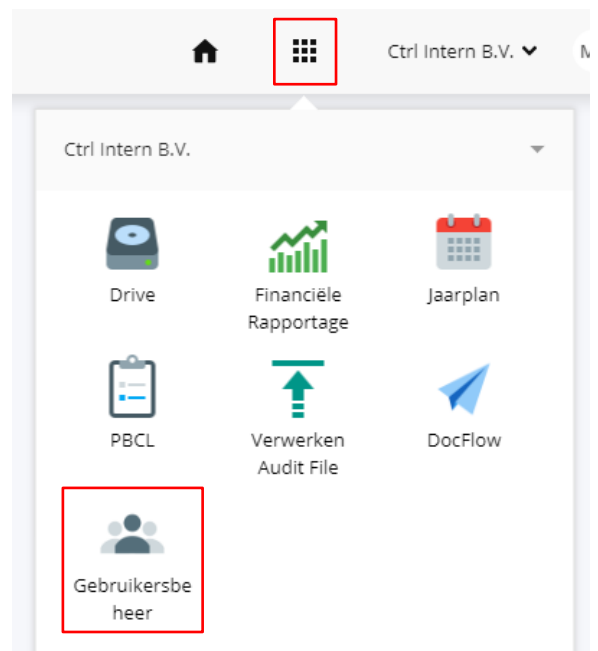 Ctrl Intern B.V.
M
Ctrl Intern B.V.
Drive
Financiële
Rapportage
Jaarplan
PBCL
Verwerken
Audit File
DocFlow
Gebruikersbe
heer